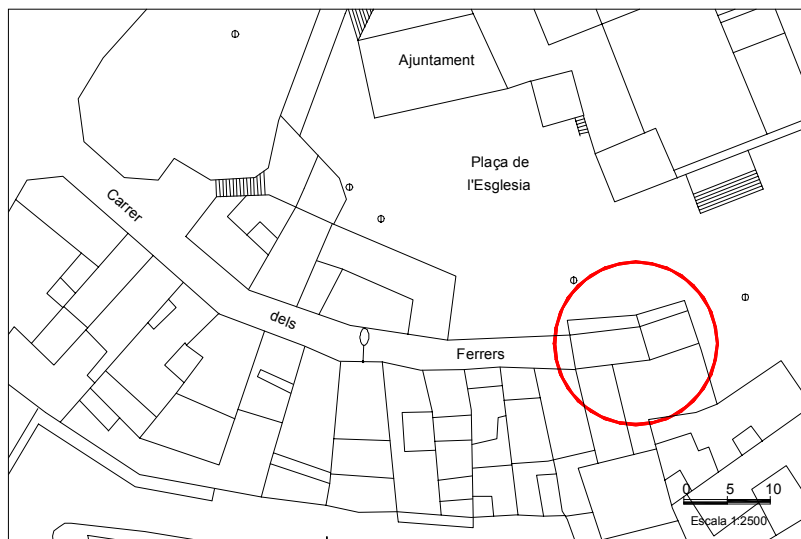 Ajuntament
Plaça de
l'Esglesia
Carrer
dels
Ferrers
0 5 10
Escala 1:2500